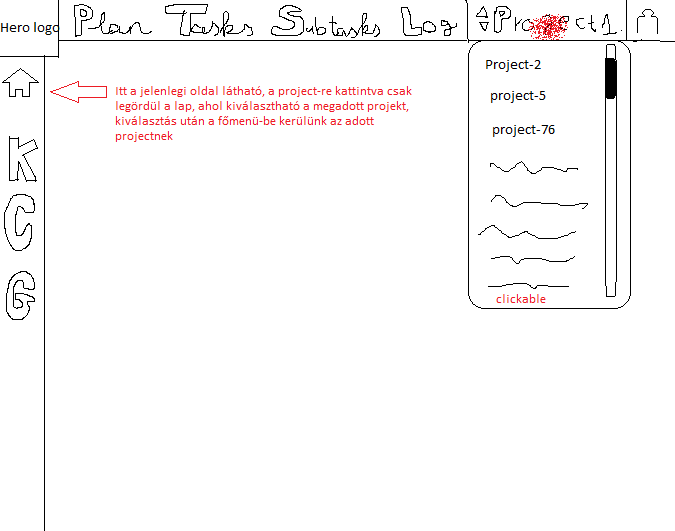 Hero logo
Plan Tasks Subtasks Log
Project-2
project-5
project-76
clickable
Itt a jelenlegi oldal látható, a project-re kattintva csak
legördül a lap, ahol kiválasztható a megadott projekt,
kiválasztás után a főmenü-be kerülünk az adott
projectnek
K
C
G